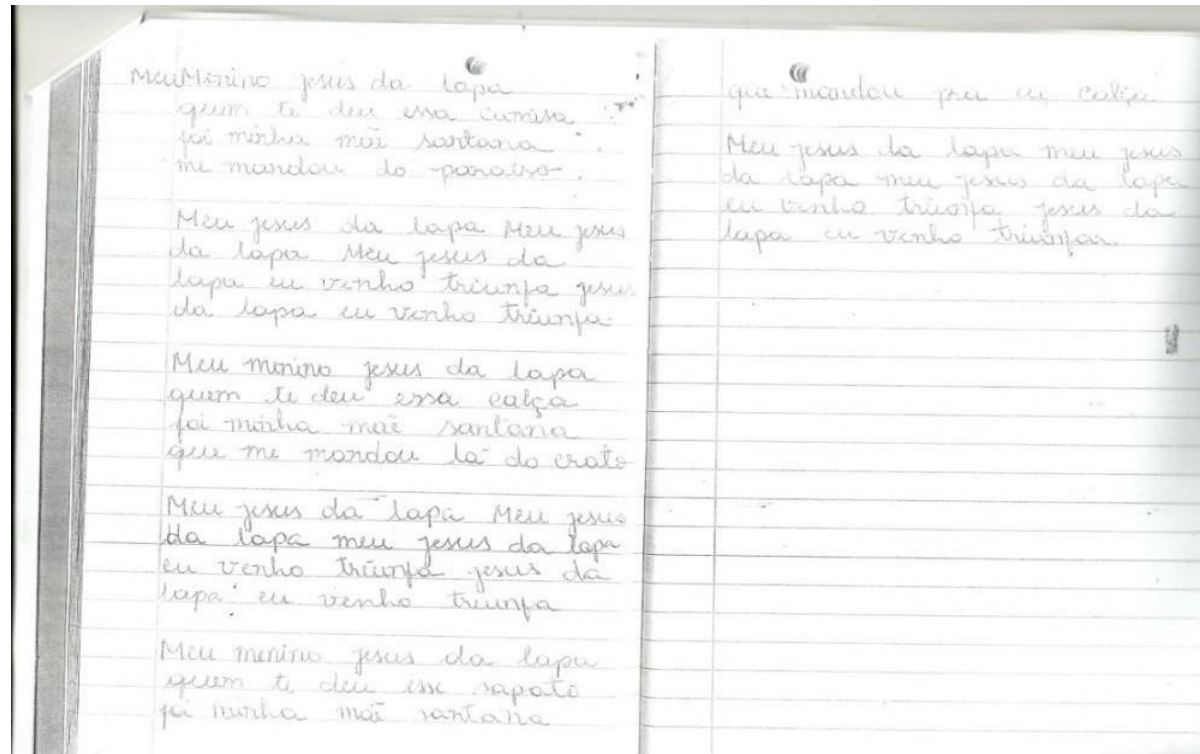 Meu Menino jesus da lapa
quem te deu essa camisa
foi minha mãe santana
me mandou do paraiso.
Meu jesus da lapa Meu jesus
da lapa Meu jesus da
lapa eu venho triunfa jesus
da lapa eu venho triunfa.
Meu menino jesus da lapa
quem te deu essa calça
foi minha mãe santana
que me mandou la do crato
Meu jesus da lapa Meu jesus
da lapa meu jesus da lapa
eu venho triunfa jesus da
lapa eu venho triunfa
Meu menino jesus da lapa
quem te deu esse sapato
foi minha mãe santana
que mandou pra eu calça
Meu jesus da lapa meu jesus
da lapa meu jesus da lapa
eu venho triunfa jesus da
lapa eu venho triunfar.